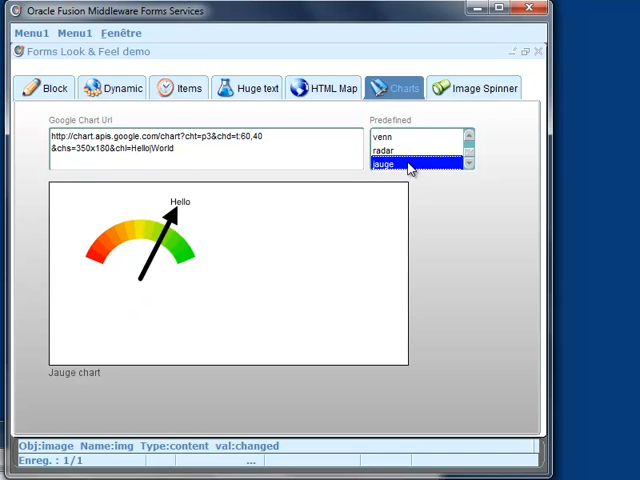 Oracle Fusion Middleware Forms Services
Menu1 Menu1 Fenêtre
Forms Look & Feel demo
Block Dynamic Items Huge text HTML Map Charts Image Spinner
Google Chart Url
Predefined
http://chart.apis.google.com/chart?cht=p3&chd=t:60,40
&chs=350x180&chl=Hello|World
venn
radar
jauge
Hello
Jauge chart
Obj:image Name:img Type:content val:changed
Enreg. : 1/1 ...